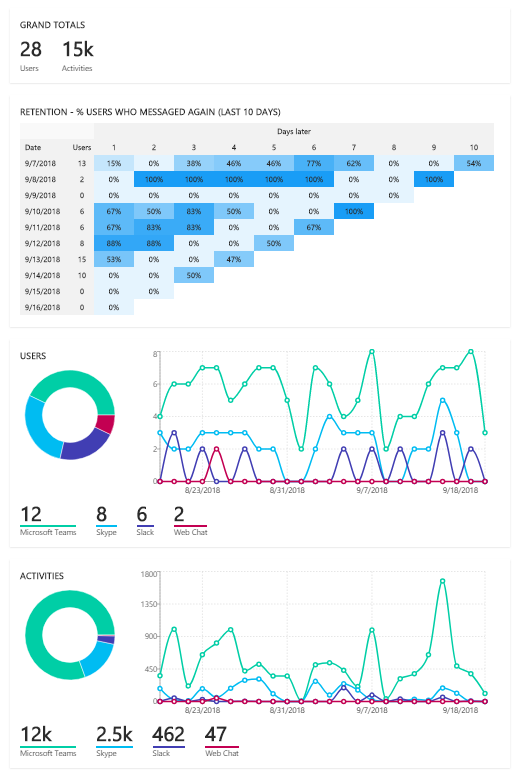 GRAND TOTALS
28 15k
Users Activities
RETENTION - % USERS WHO MESSAGED AGAIN (LAST 10 DAYS)
Days later
Date Users 1 2 3 4 5 6 7 8 9 10
9/7/2018 13 15% 0% 38% 46% 46% 77% 62% 0% 0% 54%
9/8/2018 2 0% 100% 100% 100% 100% 100% 0% 0% 100%
9/9/2018 0 0% 0% 0% 0% 0% 0% 0% 0%
9/10/2018 6 67% 50% 83% 50% 0% 0% 100%
9/11/2018 6 67% 83% 83% 0% 0% 67%
9/12/2018 8 88% 88% 0% 0% 50%
9/13/2018 15 53% 0% 0% 47%
9/14/2018 10 0% 0% 50%
9/15/2018 0 0% 0%
9/16/2018 0 0%
USERS
8
6
4
2
0
8/23/2018 8/31/2018 9/7/2018 9/18/2018
12 8 6 2
Microsoft Teams Skype Slack Web Chat
ACTIVITIES
1800
1350
900
450
0
8/23/2018 8/31/2018 9/7/2018 9/18/2018
12k 2.5k 462 47
Microsoft Teams Skype Slack Web Chat